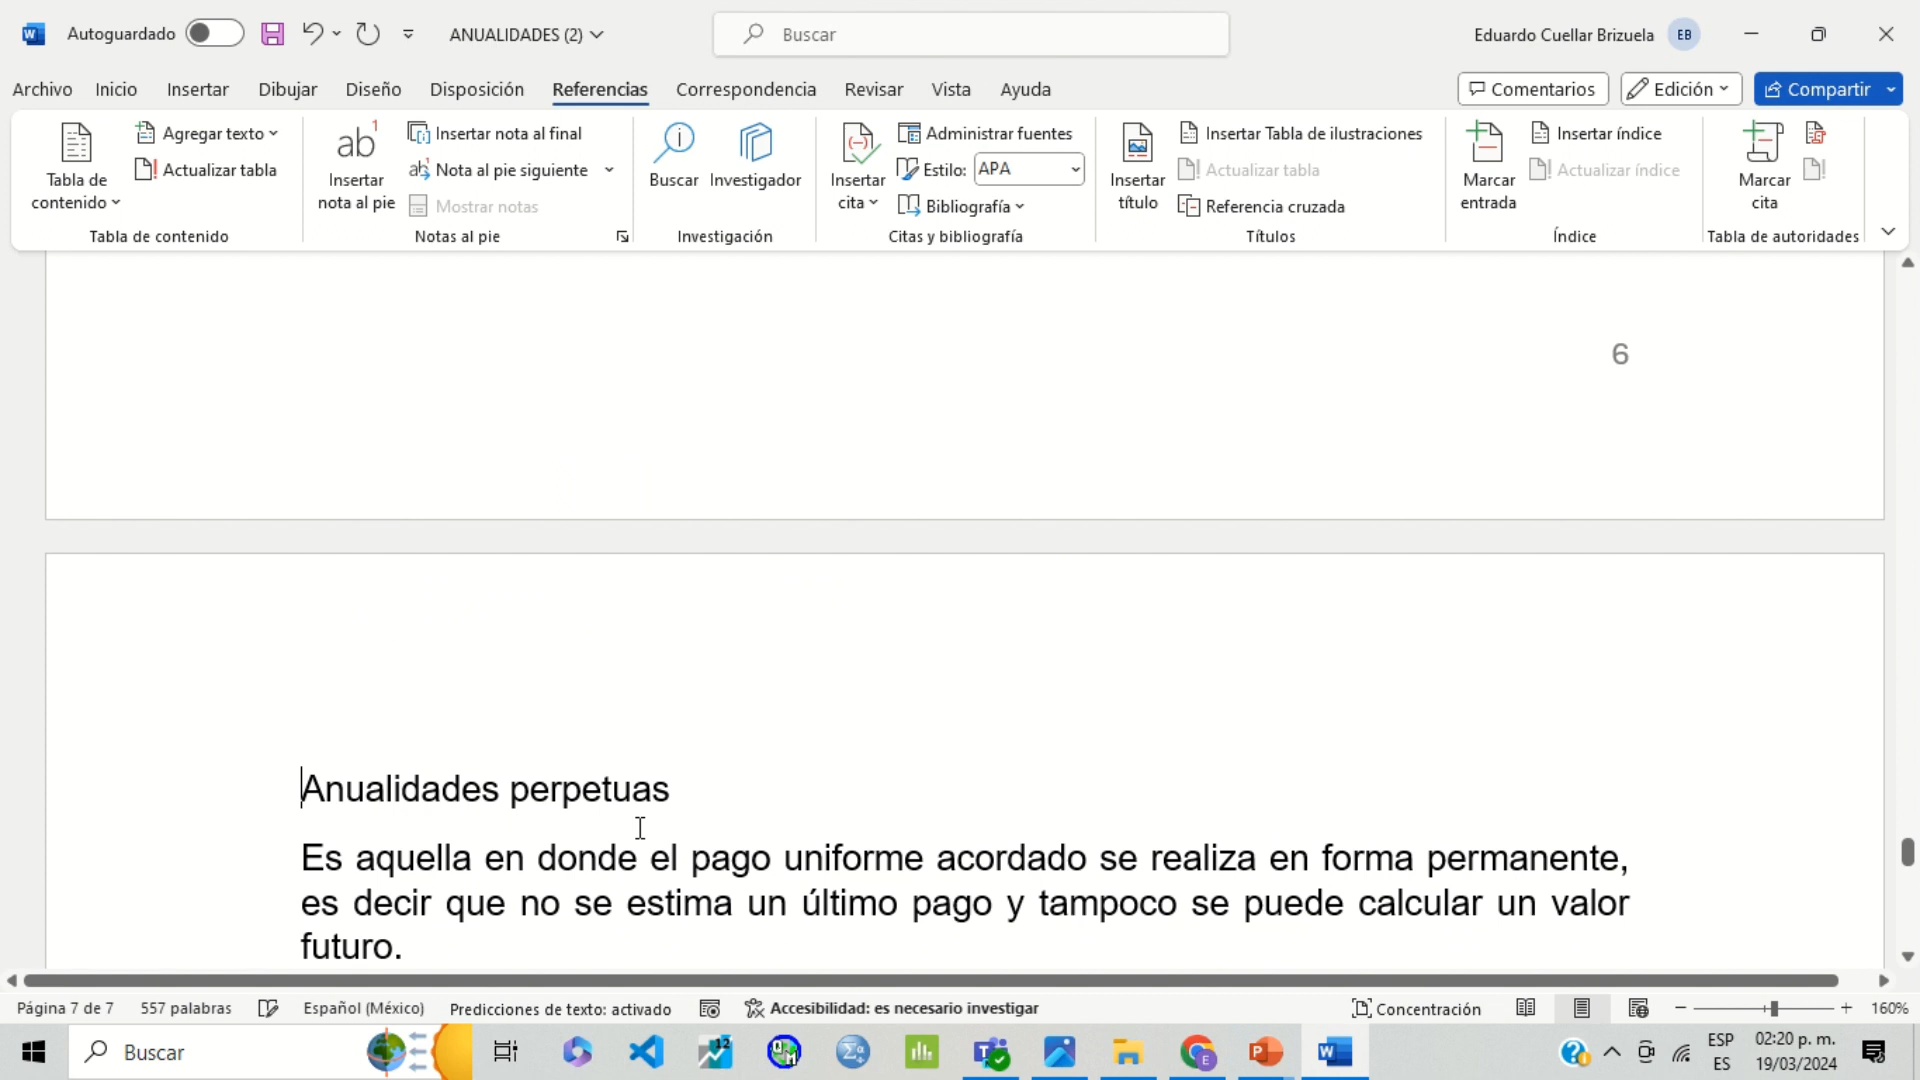 Autoguardado
ANUALIDADES (2)
Buscar
Eduardo Cuellar Brizuela
EB
Archivo
Inicio
Insertar
Dibujar
Diseño
Disposición
Referencias
Correspondencia
Revisar
Vista
Ayuda
Comentarios
Edición
Compartir
Tabla de
contenido
Agregar texto
Actualizar tabla
Tabla de contenido
ab1
Insertar
nota al pie
Insertar nota al final
Nota al pie siguiente
Mostrar notas
Notas al pie
Buscar
Investigador
Investigación
Insertar
cita
Administrar fuentes
Estilo: APA
Bibliografía
Citas y bibliografía
Insertar
título
Insertar Tabla de ilustraciones
Actualizar tabla
Referencia cruzada
Títulos
Marcar
entrada
Insertar índice
Actualizar índice
Índice
Marcar
cita
Tabla de autoridades
6
Anualidades perpetuas
Es aquella en donde el pago uniforme acordado se realiza en forma permanente,
es decir que no se estima un último pago y tampoco se puede calcular un valor
futuro.
Página 7 de 7
557 palabras
Español (México)
Predicciones de texto: activado
Accesibilidad: es necesario investigar
Concentración
160%
Buscar
ESP
ES
02:20 p. m.
19/03/2024